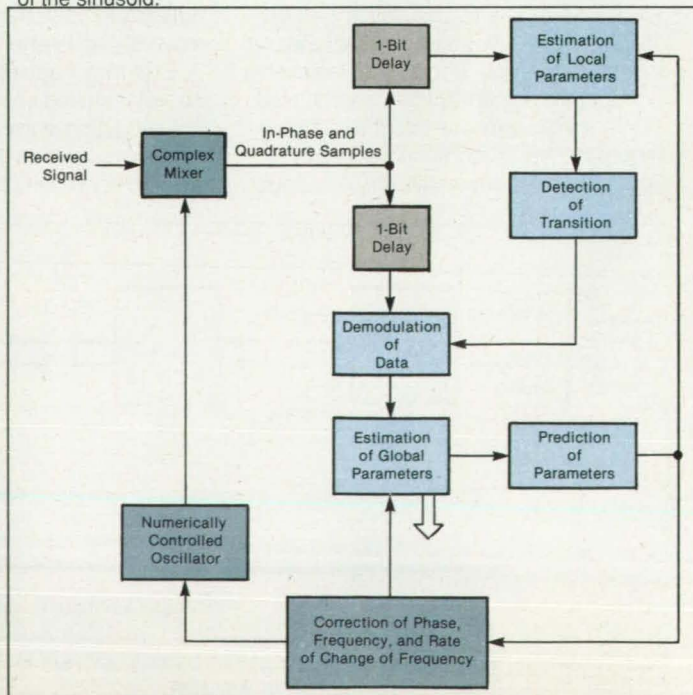 of the sinusoid.
1-Bit
Delay
Estimation
of Local
Parameters
In-Phase and
Quadrature Samples
Received
Signal
Complex
Mixer
Detection
of
Transition
1-Bit
Delay
Demodulation
of
Data
Estimation
of Global
Parameters
Prediction
of
Parameters
Numerically
Controlled
Oscillator
Correction of Phase,
Frequency, and Rate
of Change of Frequency